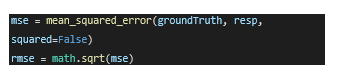 mse = mean_squared_error(groundTruth, resp,
squared=False)
rmse = math.sqrt(mse)